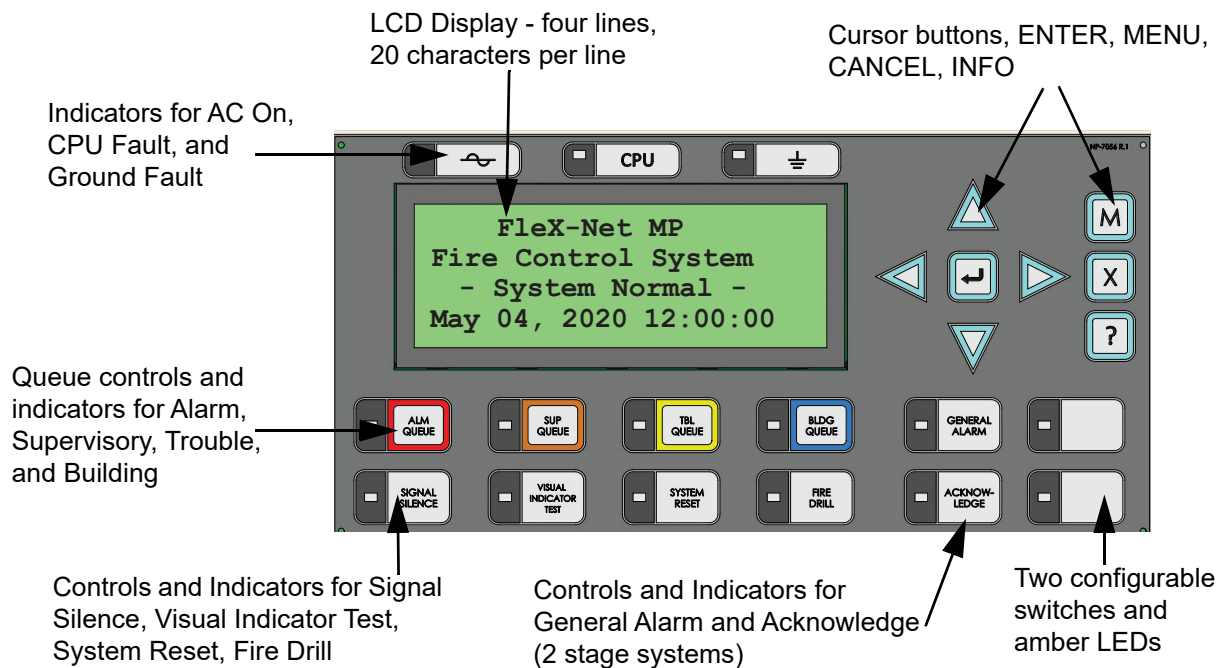 LCD Display - four lines,
20 characters per line
Cursor buttons, ENTER, MENU,
CANCEL, INFO
Indicators for AC On,
CPU Fault, and
Ground Fault
NP-7056 R.1
CPU
FleX-Net MP
Fire Control System
- System Normal -
May 04, 2020 12:00:00
M
X
?
Queue controls and
indicators for Alarm,
Supervisory, Trouble,
and Building
ALM
QUEUE
SUP
QUEUE
TBL
QUEUE
BLDG
QUEUE
GENERAL
ALARM
SIGNAL
SILENCE
VISUAL
INDICATOR
TEST
SYSTEM
RESET
FIRE
DRILL
ACKNOW-
LEDGE
Controls and Indicators for Signal
Silence, Visual Indicator Test,
System Reset, Fire Drill
Controls and Indicators for
General Alarm and Acknowledge
(2 stage systems)
Two configurable
switches and
amber LEDs